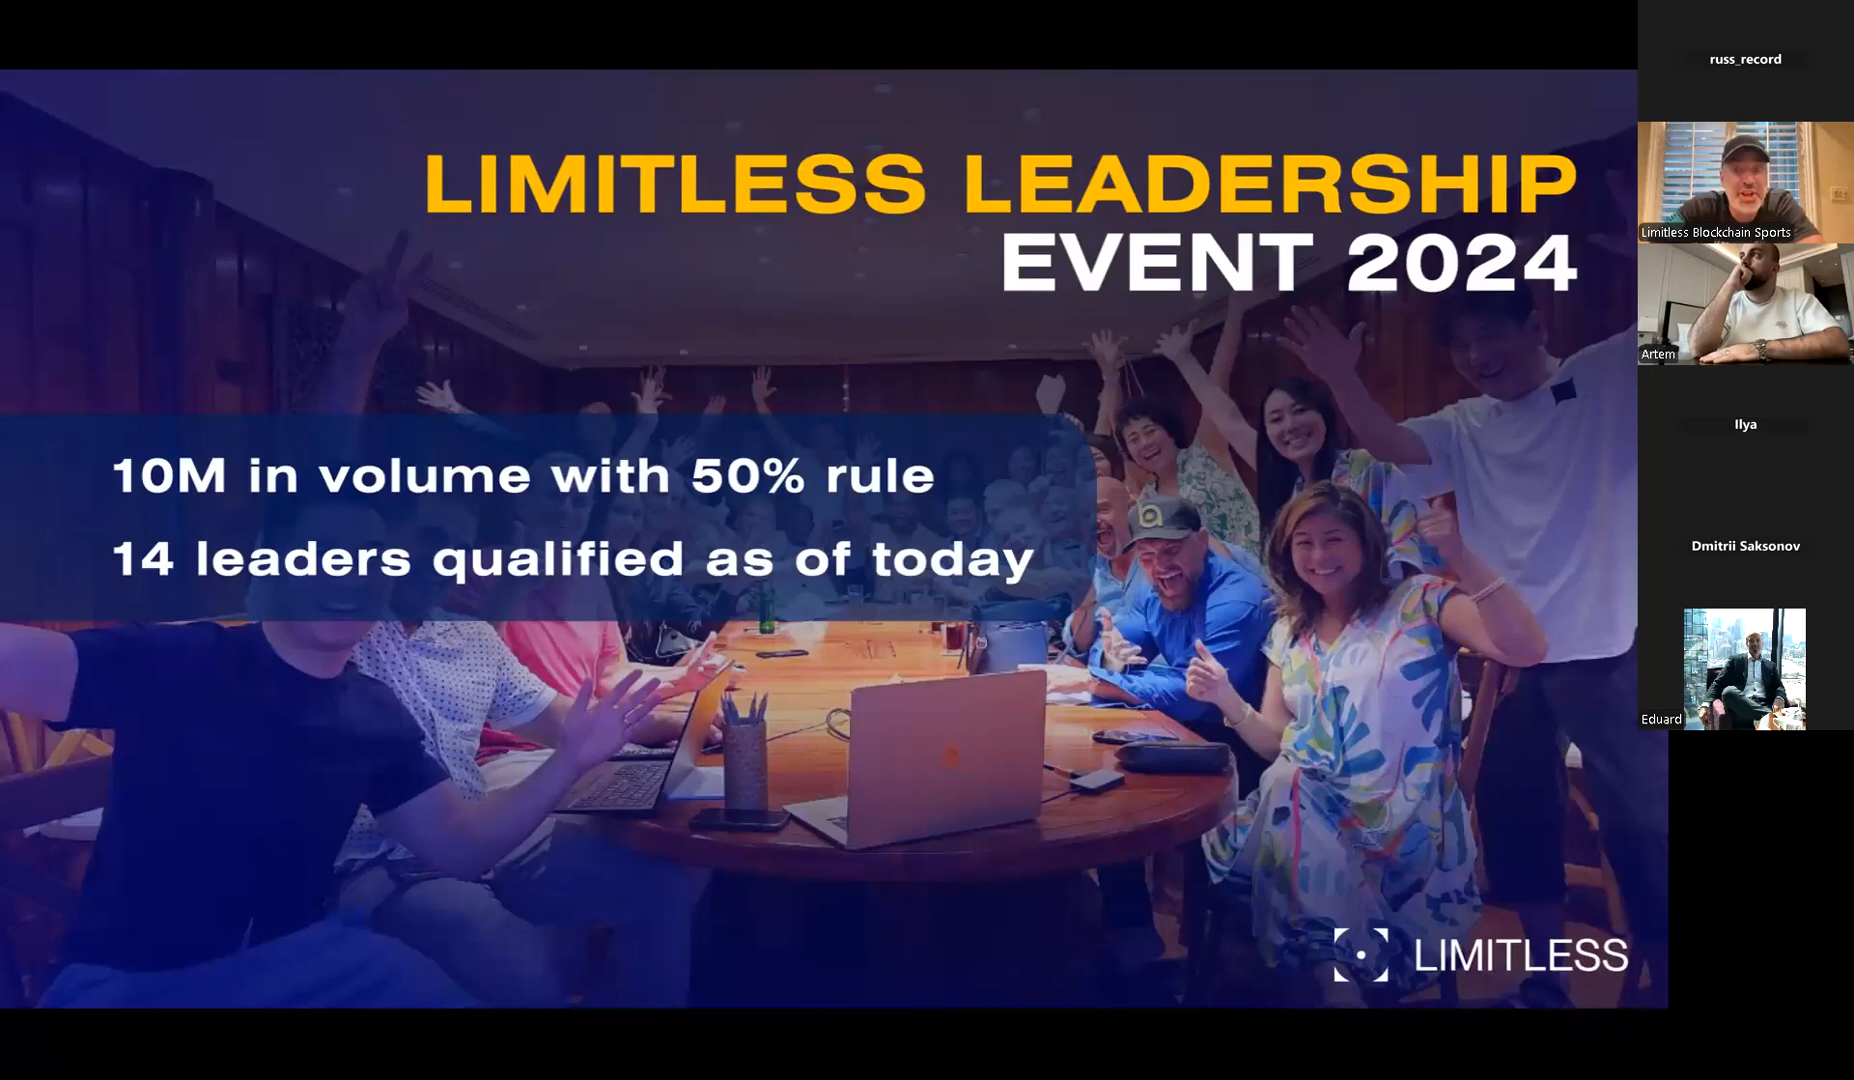 LIMITLESS LEADERSHIP
EVENT 2024
10M in volume with 50% rule
14 leaders qualified as of today
LIMITLESS
russ_record
Limitless Blockchain Sports
Artem
Ilya
Dmitrii Saksonov
Eduard